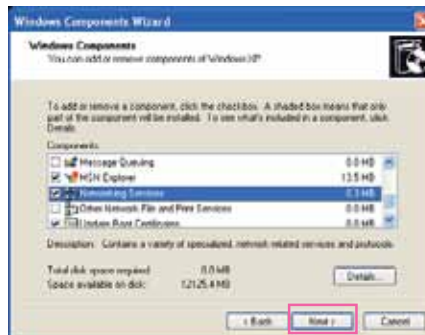 Windows Components Wizard
Windows Components
You can add or remove components of Windows XP.
To add or remove a component, click the checkbox. A shaded box means that only
part of the component will be installed. To see what's included in a component, click
Details.
Components:
Message Queuing 0.0 MB
MSN Explorer 13.5 MB
Networking Services 0.3 MB
Other Network File and Print Services 0.0 MB
Update Root Certificates 0.0 MB
Description: Contains a variety of specialized, network-related services and protocols.
Total disk space required: 0.0 MB
Space available on disk: 12125.4 MB
Details...
< Back
Next >
Cancel